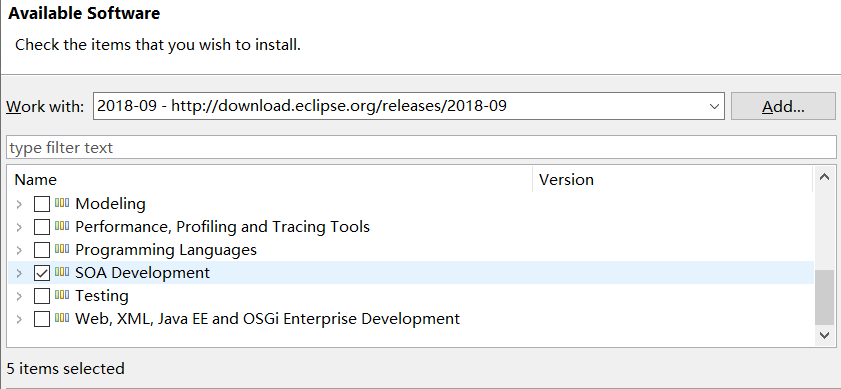 Available Software
Check the items that you wish to install.
Work with: 2018-09 - http://download.eclipse.org/releases/2018-09 Add...
type filter text
Name Version
Modeling
Performance, Profiling and Tracing Tools
Programming Languages
SOA Development
Testing
Web, XML, Java EE and OSGi Enterprise Development
5 items selected